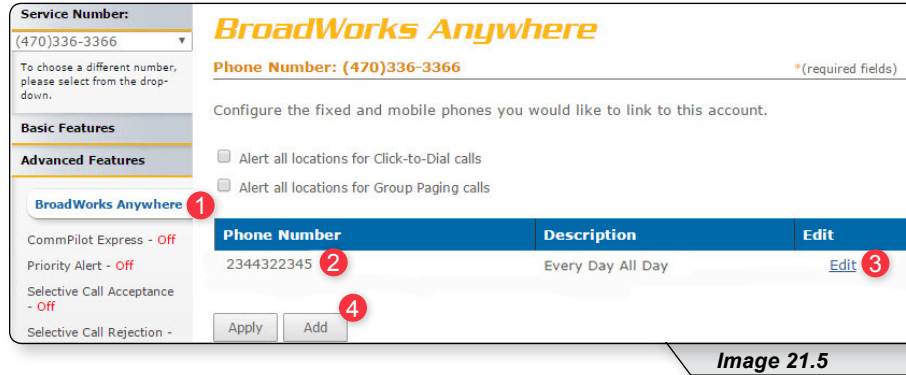 Service Number:
(470)336-3366
To choose a different number,
please select from the drop-
down.
Basic Features
Advanced Features
BroadWorks Anywhere 1
CommPilot Express - Off
Priority Alert - Off
Selective Call Acceptance
- Off
Selective Call Rejection -
BroadWorks Anywhere
Phone Number: (470)336-3366 *(required fields)
Configure the fixed and mobile phones you would like to link to this account.
Alert all locations for Click-to-Dial calls
Alert all locations for Group Paging calls
Phone Number Description Edit
2344322345 2 Every Day All Day Edit 3
4
Apply Add
Image 21.5